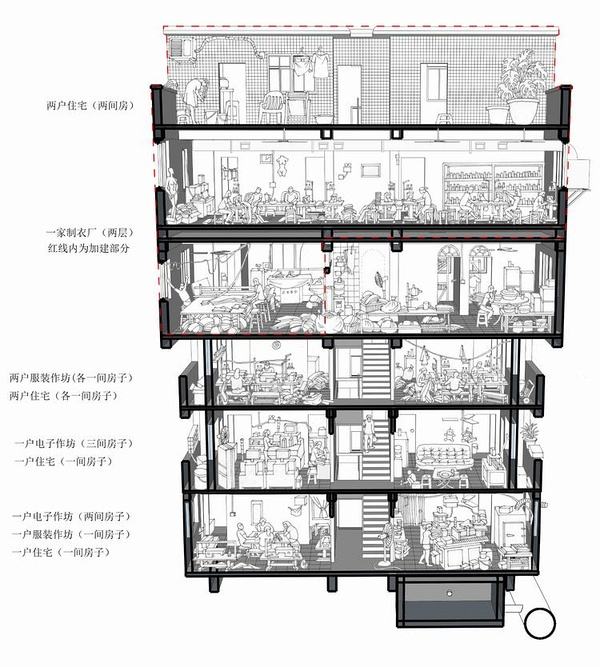 两户住宅（两间房）
一家制衣厂（两层）
红线内为加建部分
两户服装作坊(各一间房子)
两户住宅（各一间房子）
一户电子作坊（三间房子）
一户住宅（一间房子）
一户电子作坊（两间房子）
一户服装作坊（一间房子）
一户住宅（一间房子）